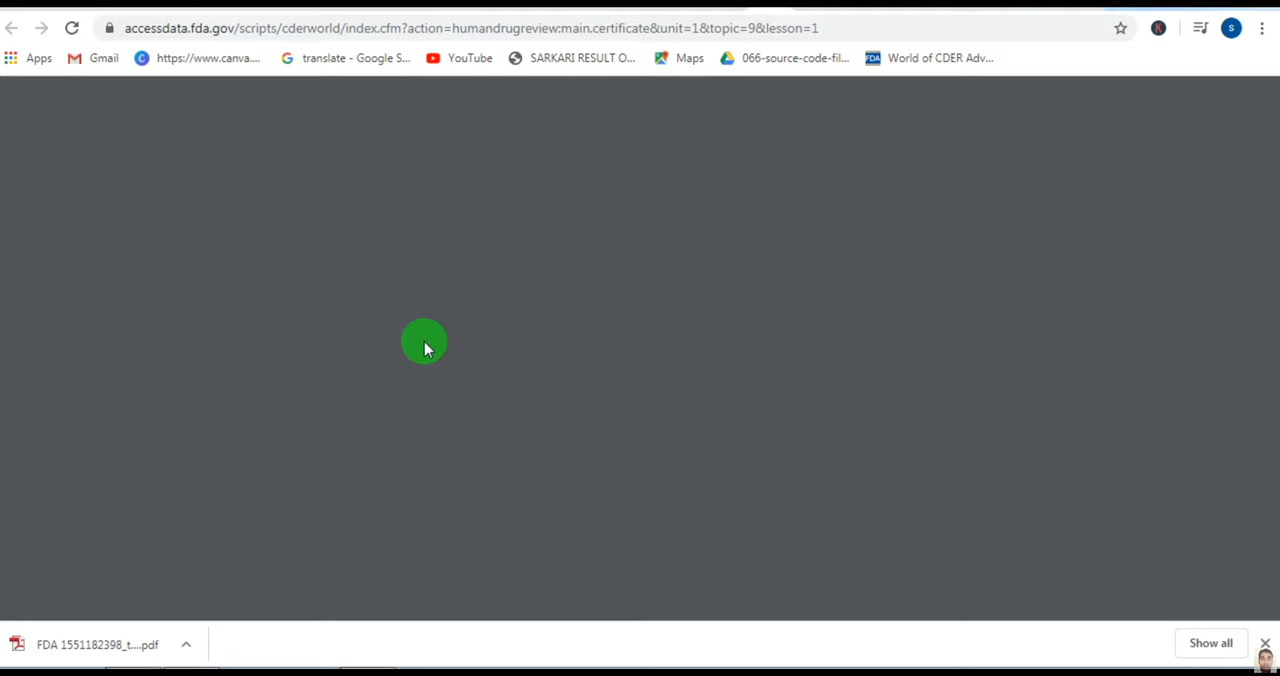 accessdata.fda.gov/scripts/cderworld/index.cfm?action=humandrugreview:main.certificate&unit=1&topic=9&lesson=1
K
S
Apps Gmail C https://www.canva.... G translate - Google S... YouTube SARKARI RESULT O... Maps 066-source-code-fil... FDA World of CDER Adv...
FDA 1551182398_t....pdf Show all